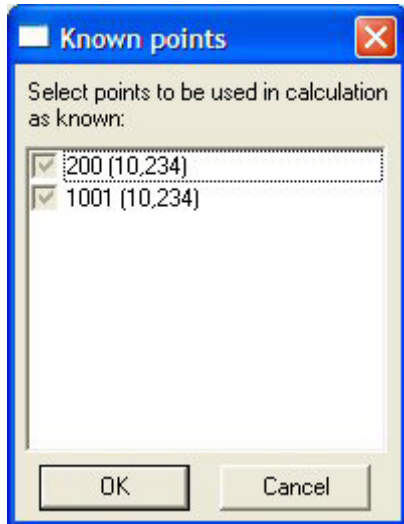 Known points
Select points to be used in calculation
as known:
200 (10,234)
1001 (10,234)
OK
Cancel